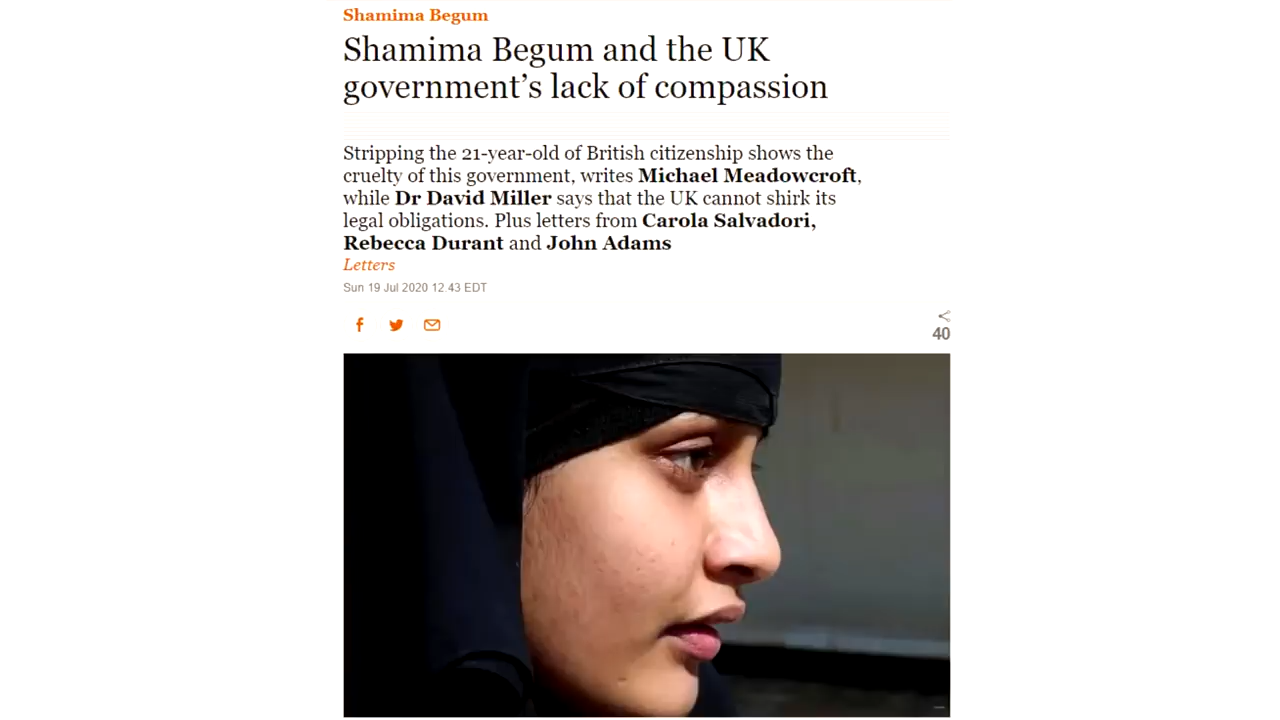 Shamima Begum
Shamima Begum and the UK
government’s lack of compassion
Stripping the 21-year-old of British citizenship shows the
cruelty of this government, writes Michael Meadowcroft,
while Dr David Miller says that the UK cannot shirk its
legal obligations. Plus letters from Carola Salvadori,
Rebecca Durant and John Adams
Letters
Sun 19 Jul 2020 12.43 EDT
40